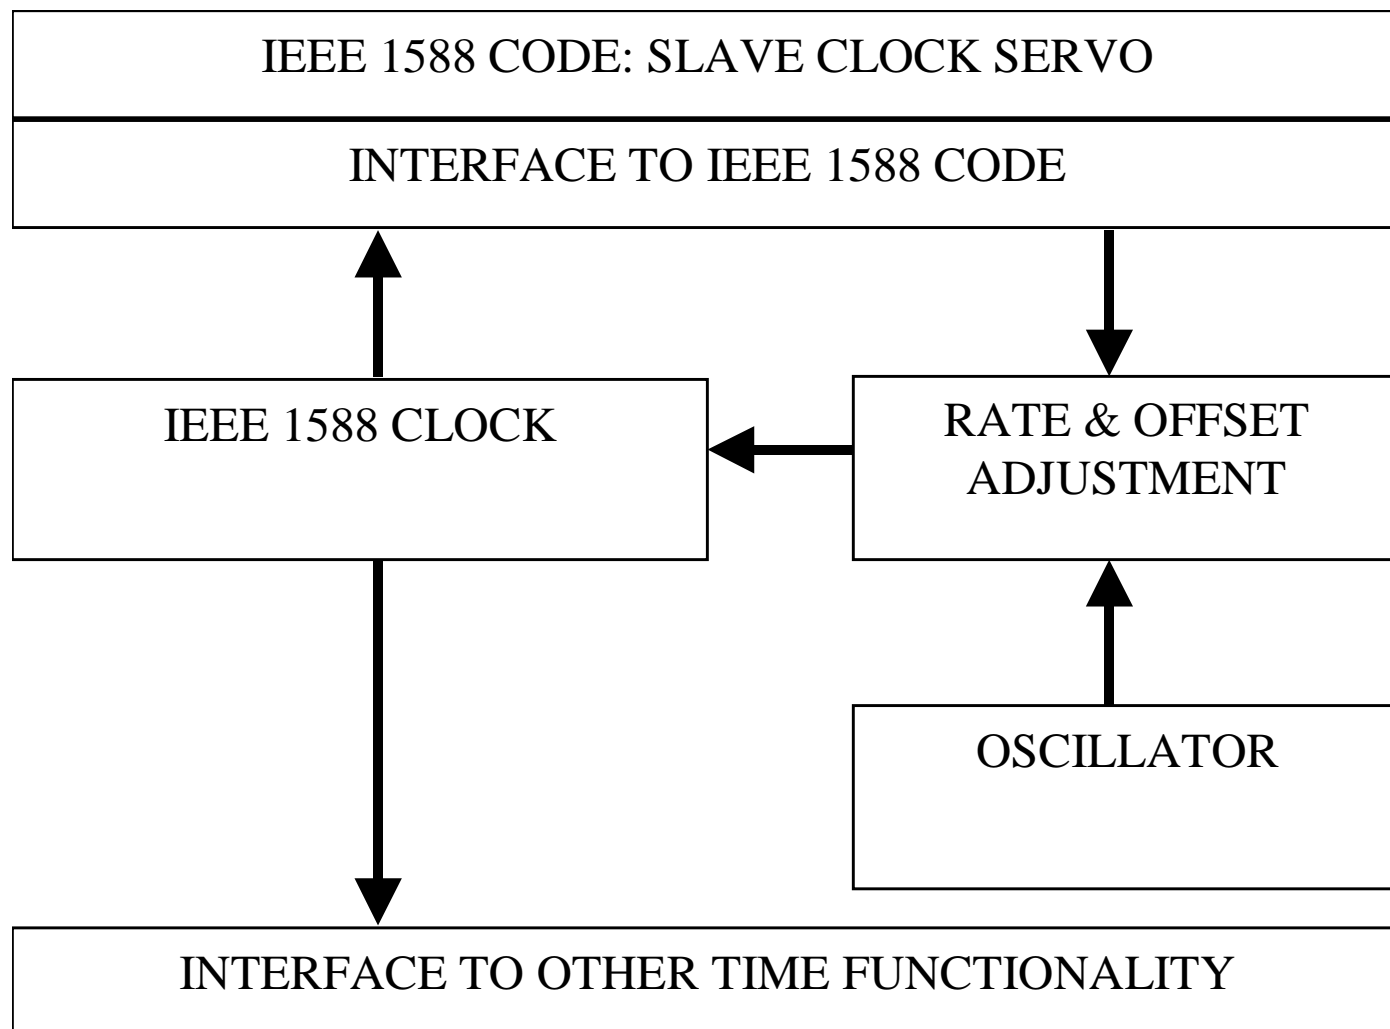 IEEE 1588 CODE: SLAVE CLOCK SERVO
INTERFACE TO IEEE 1588 CODE
IEEE 1588 CLOCK
RATE & OFFSET
ADJUSTMENT
OSCILLATOR
INTERFACE TO OTHER TIME FUNCTIONALITY